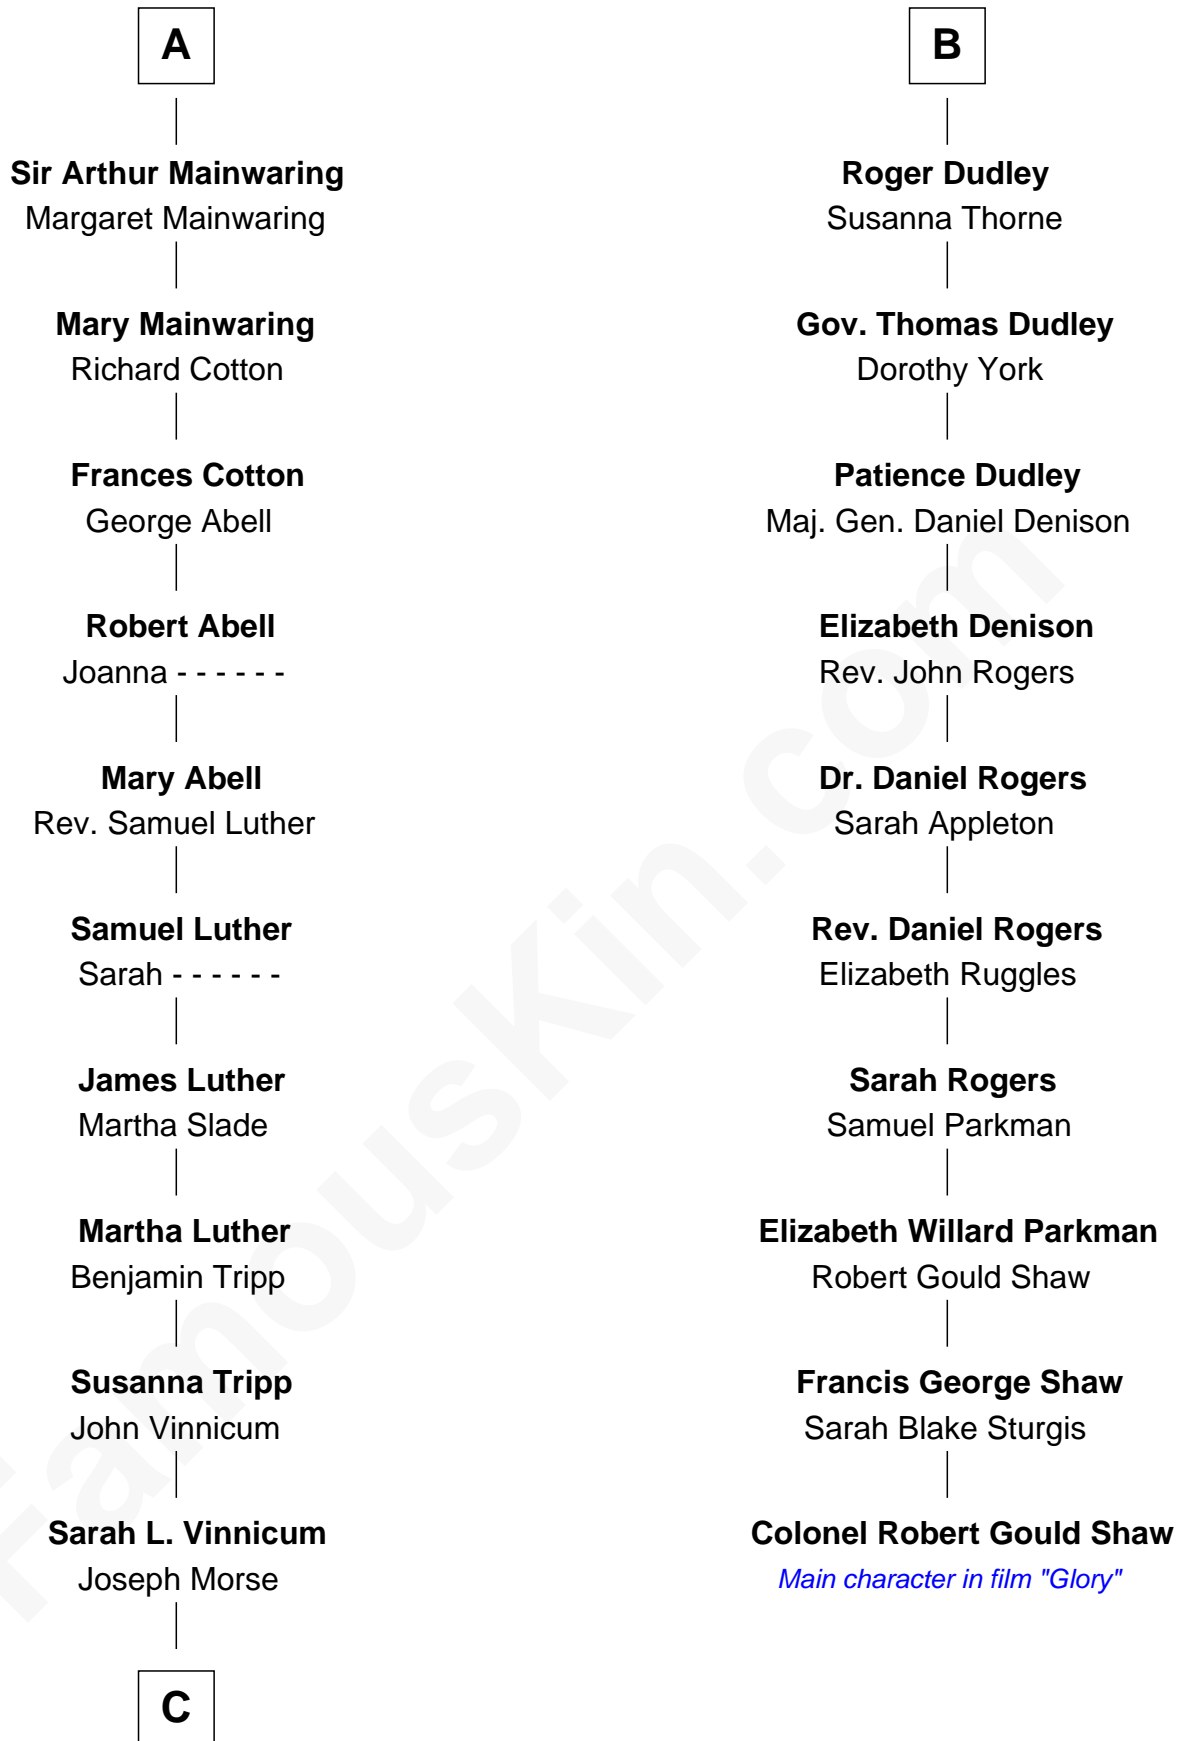 A
Sir Arthur Mainwaring
Margaret Mainwaring
Mary Mainwaring
Richard Cotton
Frances Cotton
George Abell
Robert Abell
Joanna - - - - - -
Mary Abell
Rev. Samuel Luther
Samuel Luther
Sarah - - - - - -
James Luther
Martha Slade
Martha Luther
Benjamin Tripp
Susanna Tripp
John Vinnicum
Sarah L. Vinnicum
Joseph Morse
C
B
Roger Dudley
Susanna Thorne
Gov. Thomas Dudley
Dorothy York
Patience Dudley
Maj. Gen. Daniel Denison
Elizabeth Denison
Rev. John Rogers
Dr. Daniel Rogers
Sarah Appleton
Rev. Daniel Rogers
Elizabeth Ruggles
Sarah Rogers
Samuel Parkman
Elizabeth Willard Parkman
Robert Gould Shaw
Francis George Shaw
Sarah Blake Sturgis
Colonel Robert Gould Shaw
Main character in film "Glory"
FamousKin.com